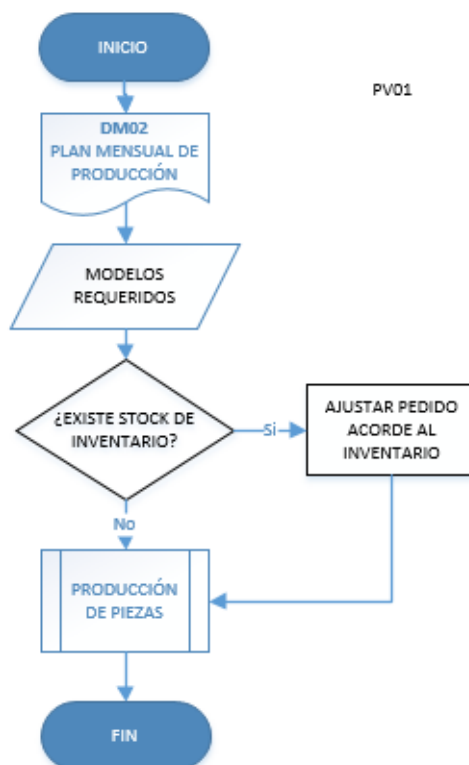 INICIO
PV01
DM02
PLAN MENSUAL DE
PRODUCCIÓN
MODELOS
REQUERIDOS
¿EXISTE STOCK DE
INVENTARIO?
Si
AJUSTAR PEDIDO
ACORDE AL
INVENTARIO
No
PRODUCCIÓN
DE PIEZAS
FIN